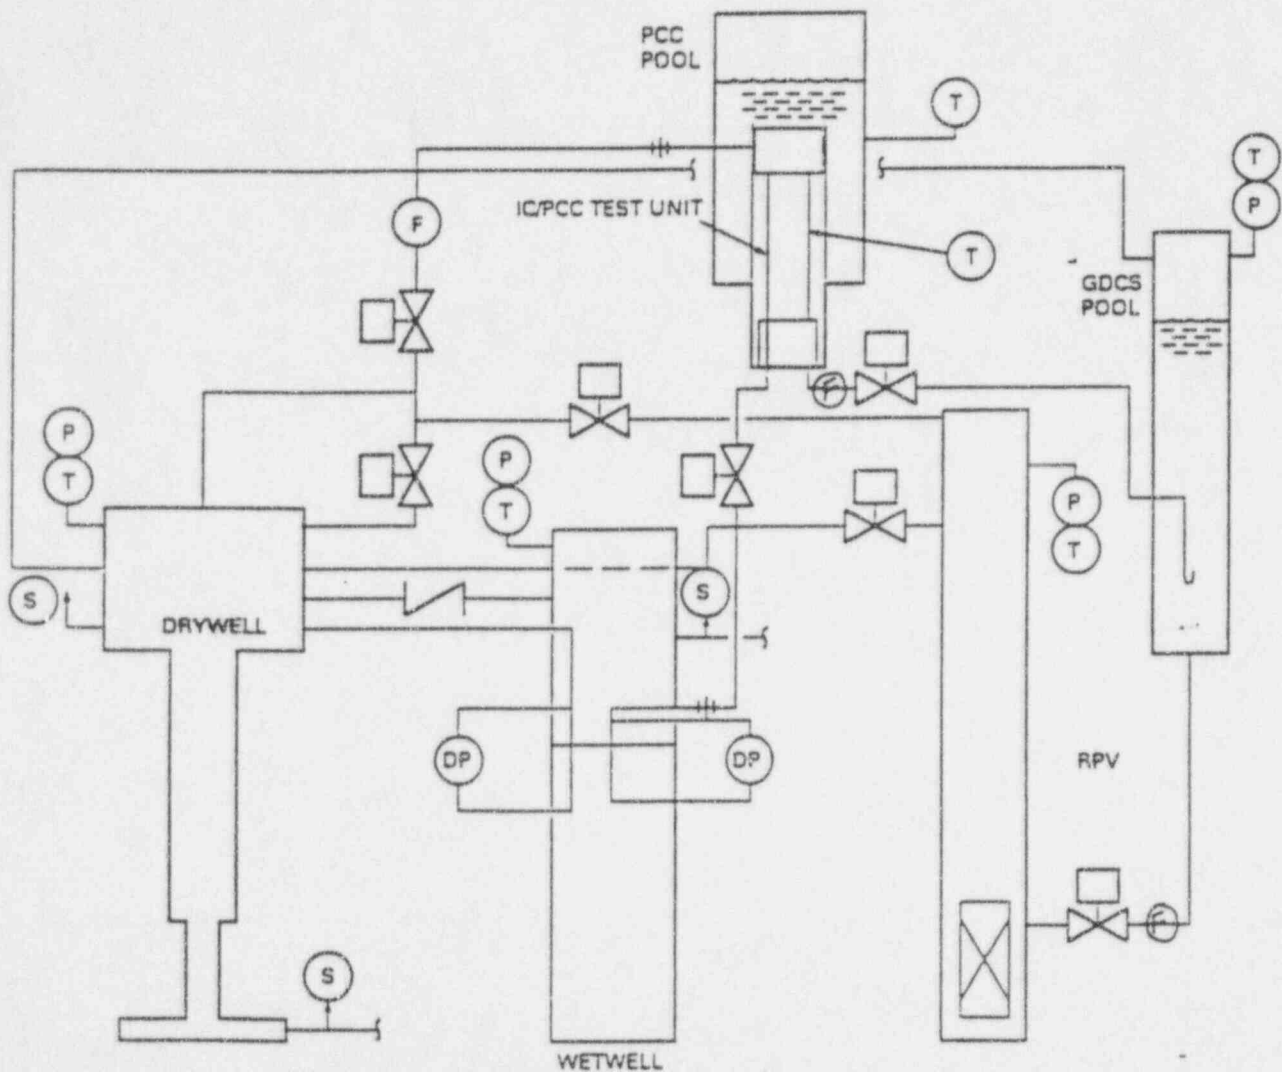 PCC
POOL
T
T
P
F
IC/PCC TEST UNIT
T
GDCS
POOL
F
P
T
P
T
P
T
S
S
DRYWELL
DP
DP
RPV
F
S
WETWELL